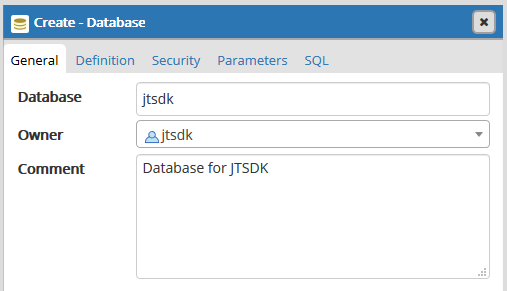 Create - Database
General Definition Security Parameters SQL
Database jtsdk
Owner jtsdk
Comment Database for JTSDK